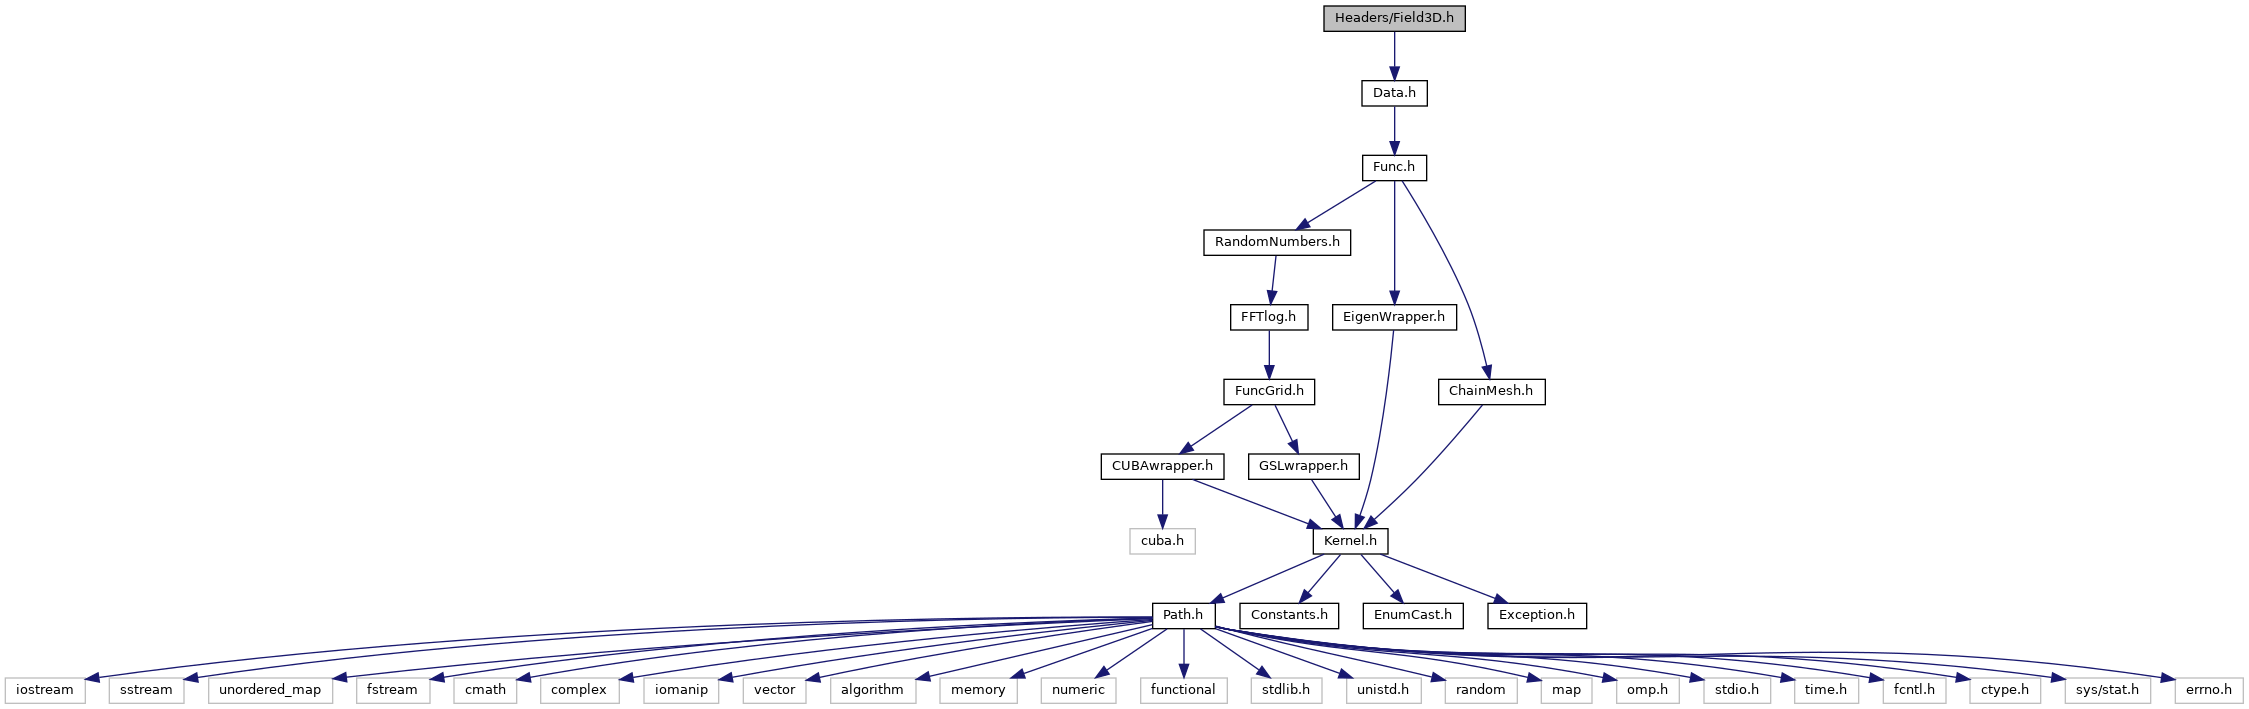 Headers/Field3D.h
Data.h
Func.h
RandomNumbers.h
FFTlog.h
EigenWrapper.h
FuncGrid.h
ChainMesh.h
CUBAwrapper.h
GSLwrapper.h
cuba.h
Kernel.h
Path.h
Constants.h
EnumCast.h
Exception.h
iostream
sstream
unordered_map
fstream
cmath
complex
iomanip
vector
algorithm
memory
numeric
functional
stdlib.h
unistd.h
random
map
omp.h
stdio.h
time.h
fcntl.h
ctype.h
sys/stat.h
errno.h